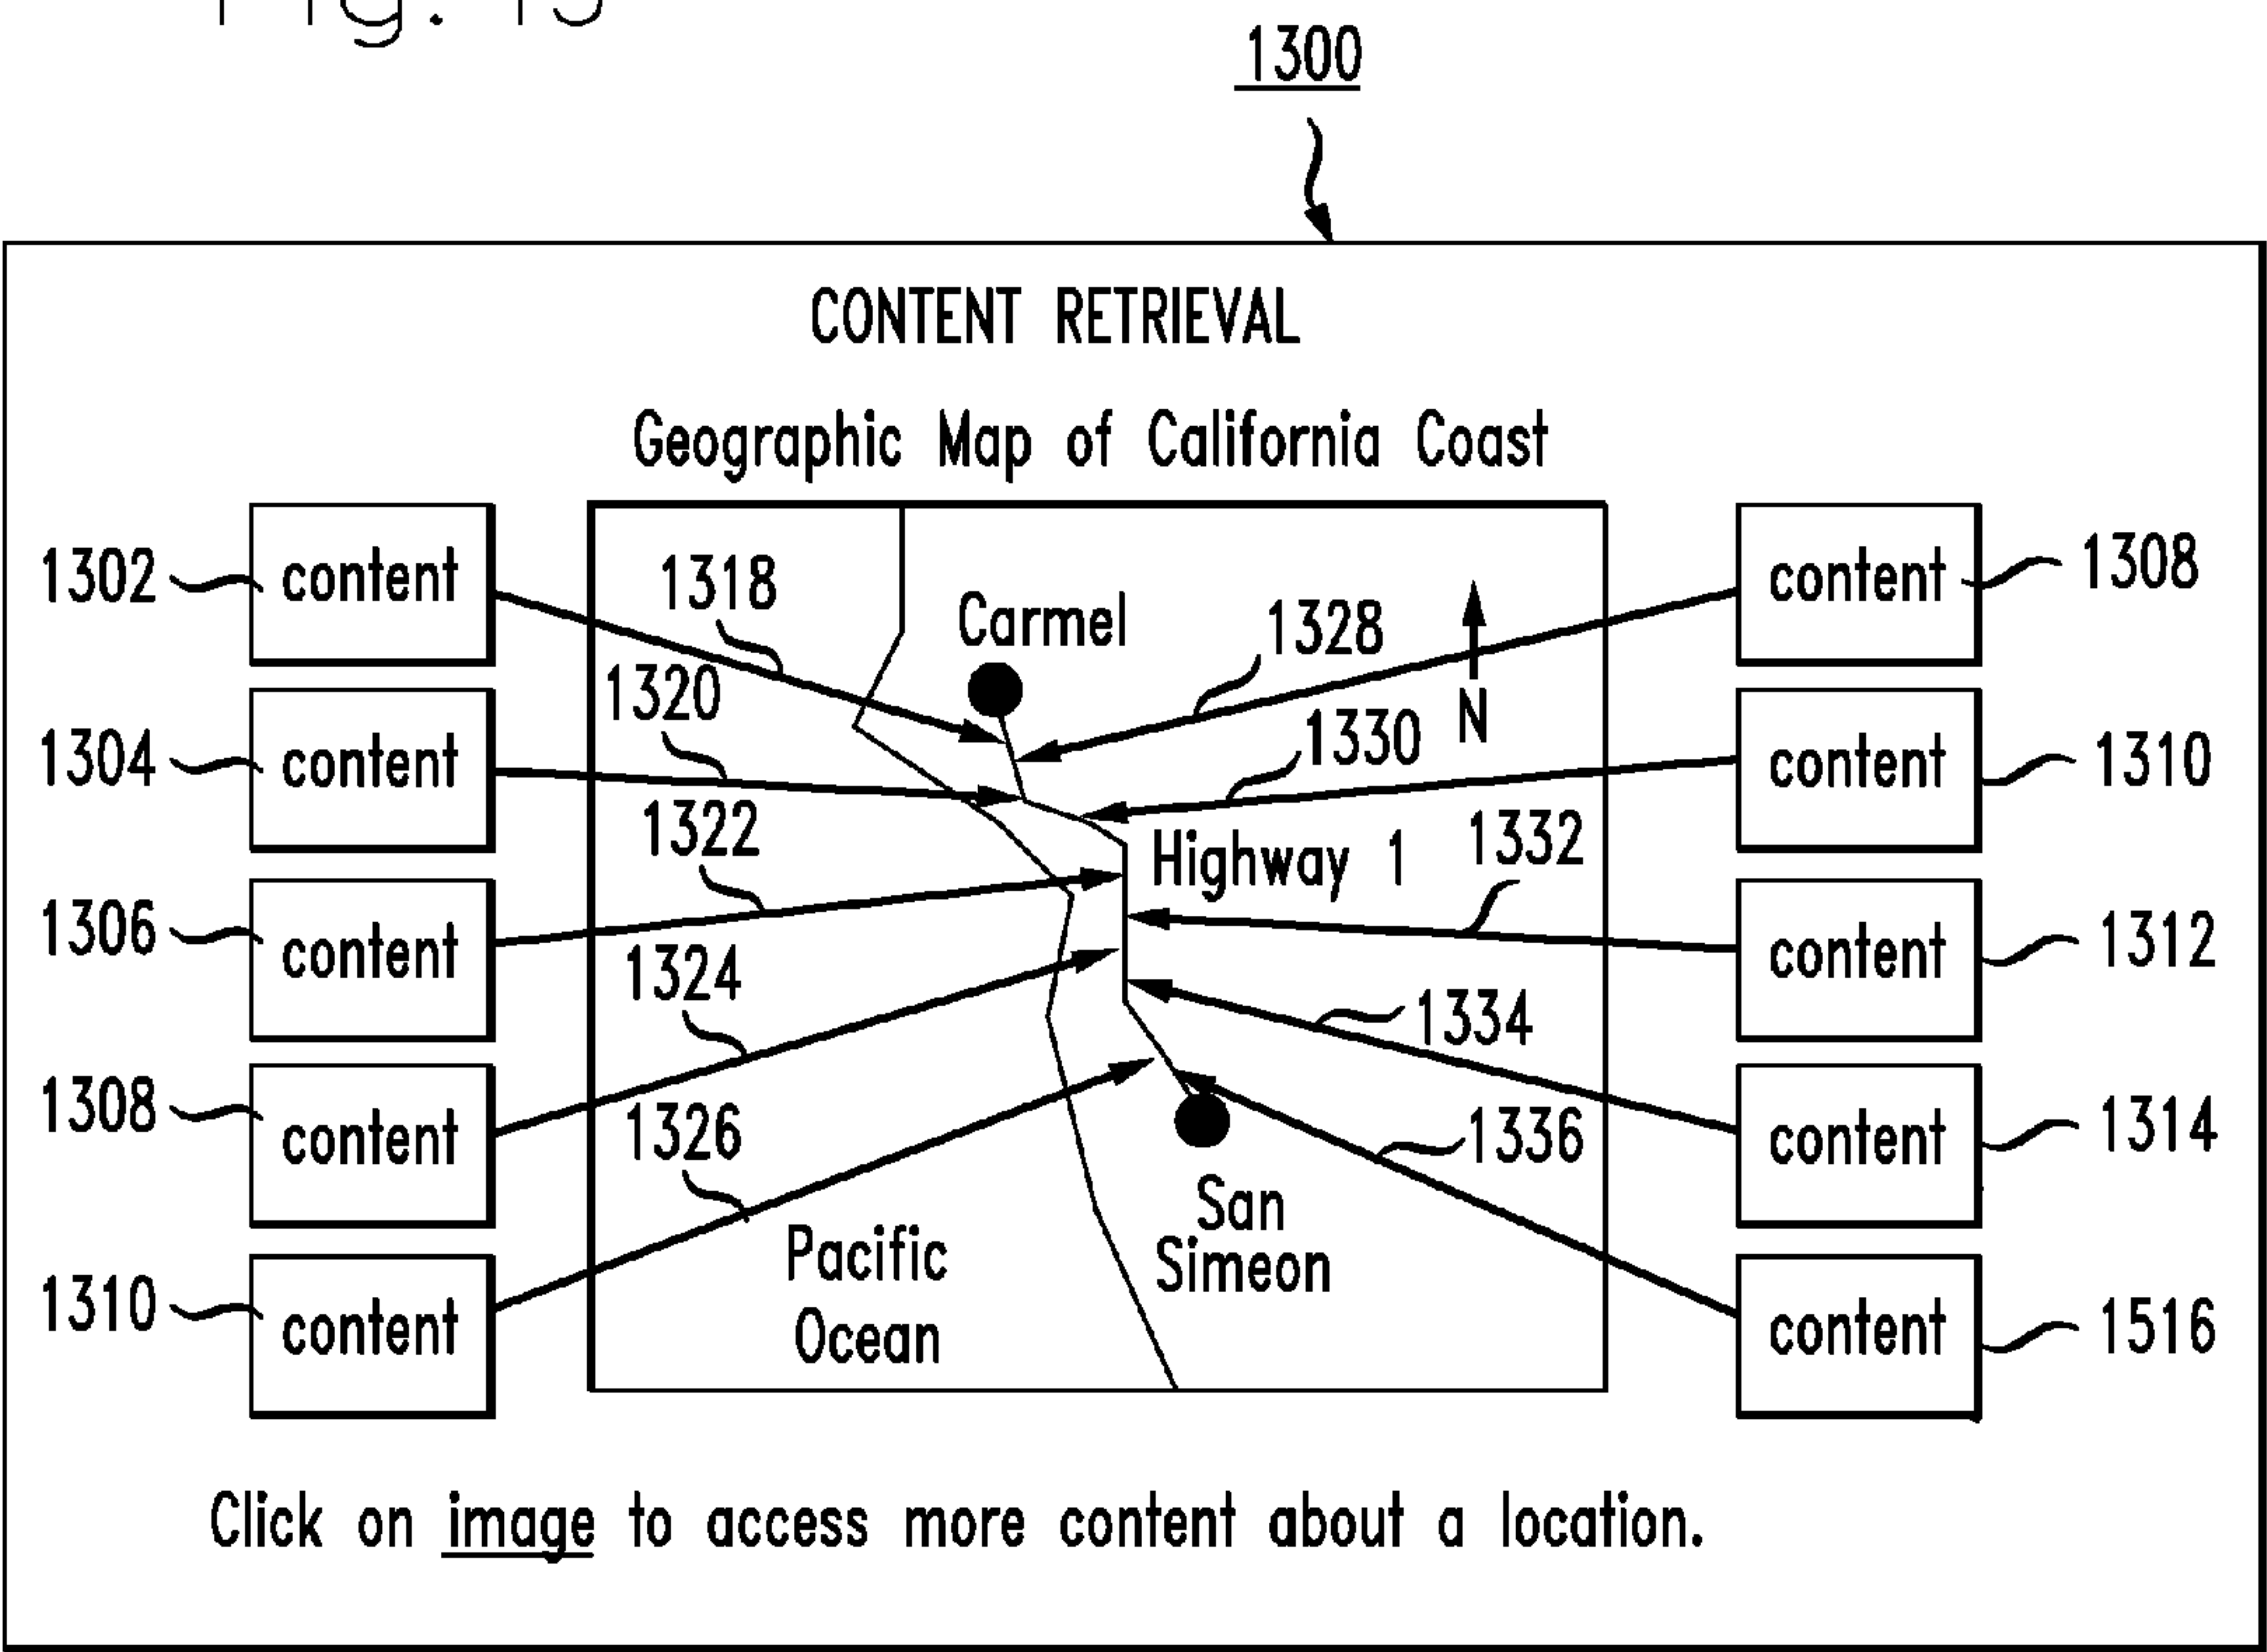 Fig. 13
1300
CONTENT RETRIEVAL
Geographic Map of California Coast
1302
content
1318
Carmel
1328
content
1308
1304
content
1320
1330
N
content
1310
1306
content
1322
Highway 1
1332
content
1312
1308
content
1324
1334
content
1314
1310
content
1326
Pacific
Ocean
San
Simeon
1336
content
1516
Click on image to access more content about a location.